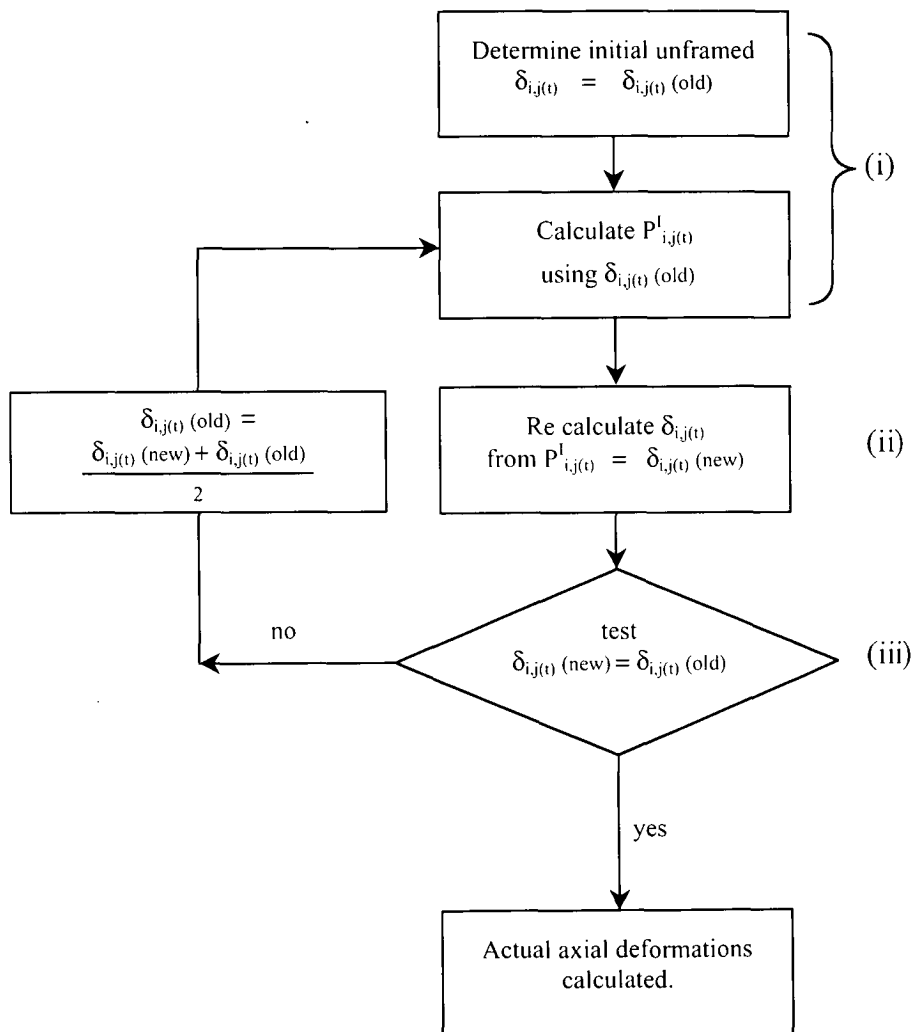 Determine initial unframed
δi,j(t) = δi,j(t) (old)
(i)
Calculate PIi,j(t)
using δi,j(t) (old)
δi,j(t) (old) =
δi,j(t) (new) + δi,j(t) (old)
2
Re calculate δi,j(t)
from PIi,j(t) = δi,j(t) (new)
(ii)
no
test
δi,j(t) (new) = δi,j(t) (old)
(iii)
yes
Actual axial deformations
calculated.